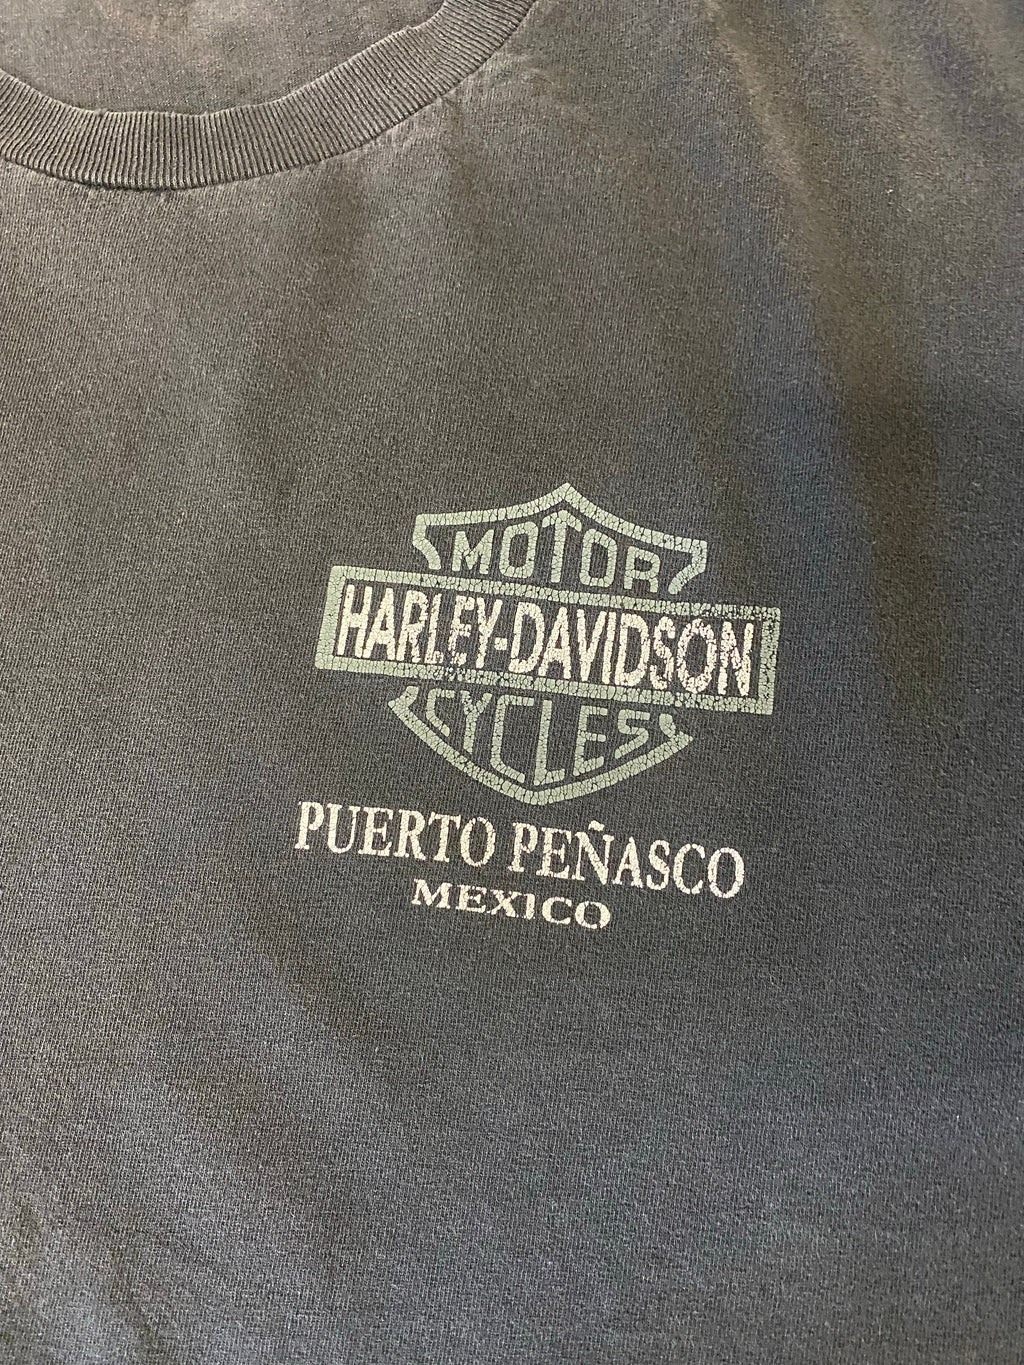 MOTOR
HARLEY-DAVIDSON
CYCLES
PUERTO PEÑASCO
MEXICO